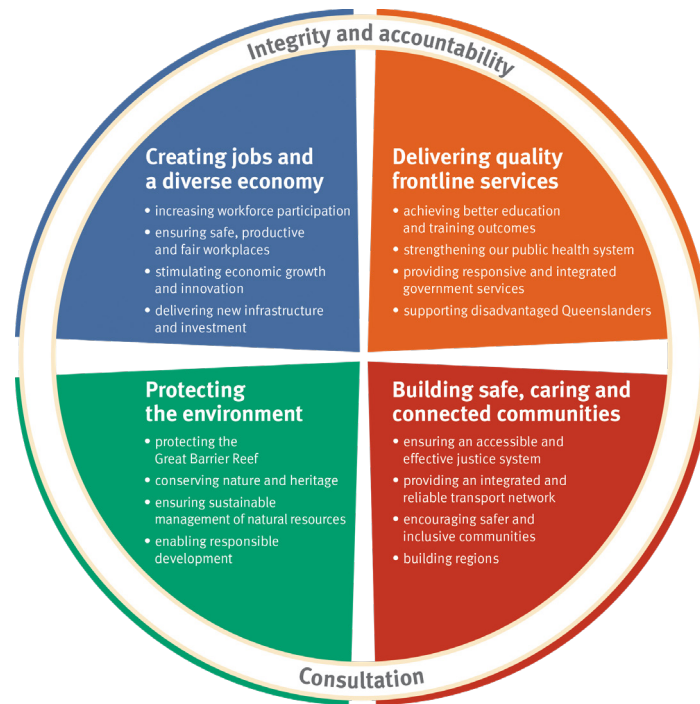 Integrity and accountability
Creating jobs and
a diverse economy
• increasing workforce participation
• ensuring safe, productive
and fair workplaces
• stimulating economic growth
and innovation
• delivering new infrastructure
and investment
Delivering quality
frontline services
• achieving better education
and training outcomes
• strengthening our public health system
• providing responsive and integrated
government services
• supporting disadvantaged Queenslanders
Protecting
the environment
• protecting the
Great Barrier Reef
• conserving nature and heritage
• ensuring sustainable
management of natural resources
• enabling responsible
development
Building safe, caring and
connected communities
• ensuring an accessible and
effective justice system
• providing an integrated and
reliable transport network
• encouraging safer and
inclusive communities
• building regions
Consultation